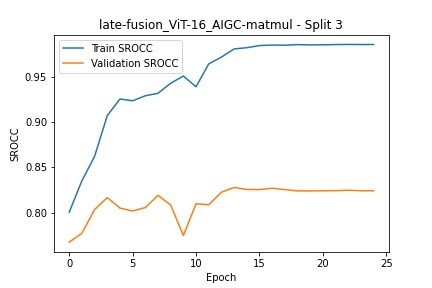 late-fusion_ViT-16_AIGC-matmul - Split 3
Train SROCC
Validation SROCC
0.95
0.90
0.85
0.80
SROCC
0 5 10 15 20 25
Epoch